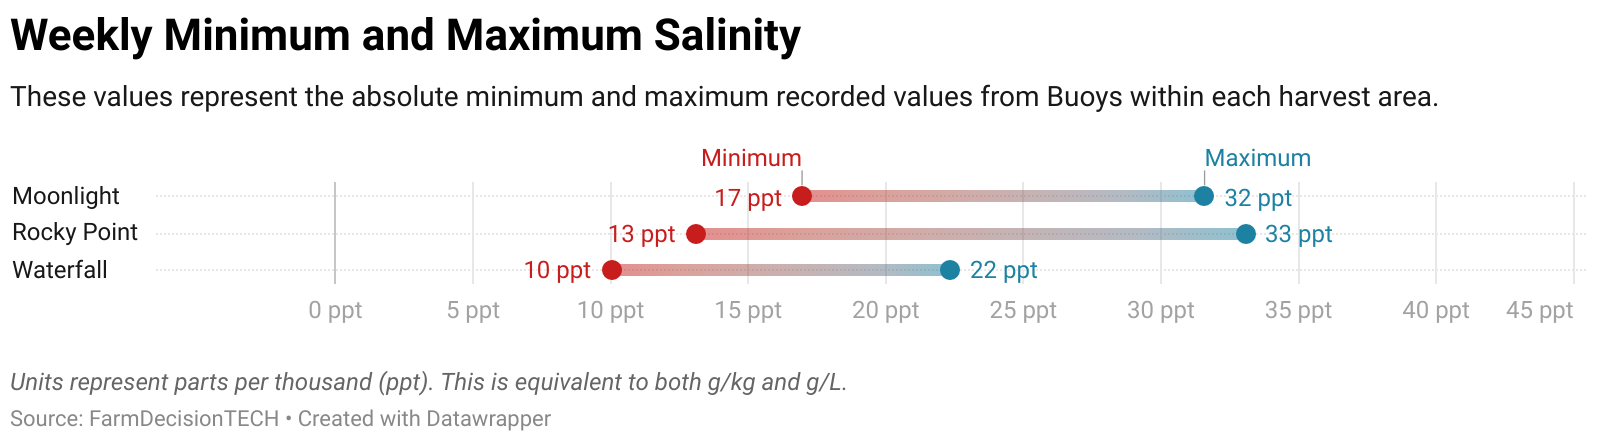 Weekly Minimum and Maximum Salinity
These values represent the absolute minimum and maximum recorded values from Buoys within each harvest area.
Minimum Maximum
Moonlight 17 ppt 32 ppt
Rocky Point 13 ppt 33 ppt
Waterfall 10 ppt 22 ppt
0 ppt 5 ppt 10 ppt 15 ppt 20 ppt 25 ppt 30 ppt 35 ppt 40 ppt 45 ppt
Units represent parts per thousand (ppt). This is equivalent to both g/kg and g/L.
Source: FarmDecisionTECH • Created with Datawrapper